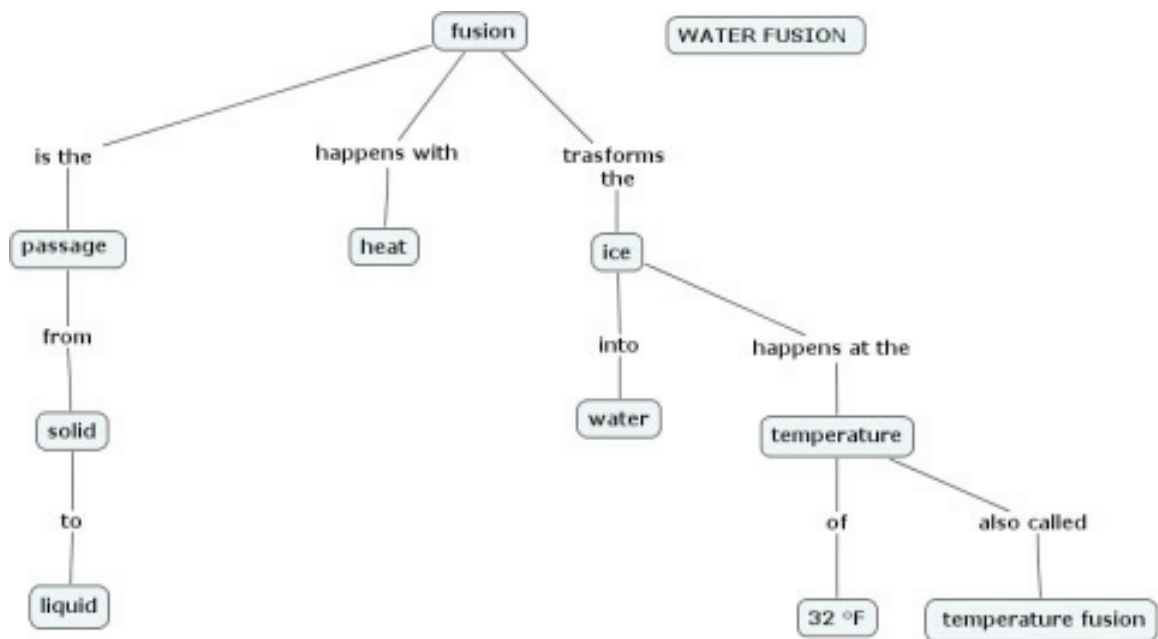 fusion
WATER FUSION
is the
happens with
trasforms
the
passage
heat
ice
from
into
happens at the
solid
water
temperature
to
of
also called
liquid
32 °F
temperature fusion